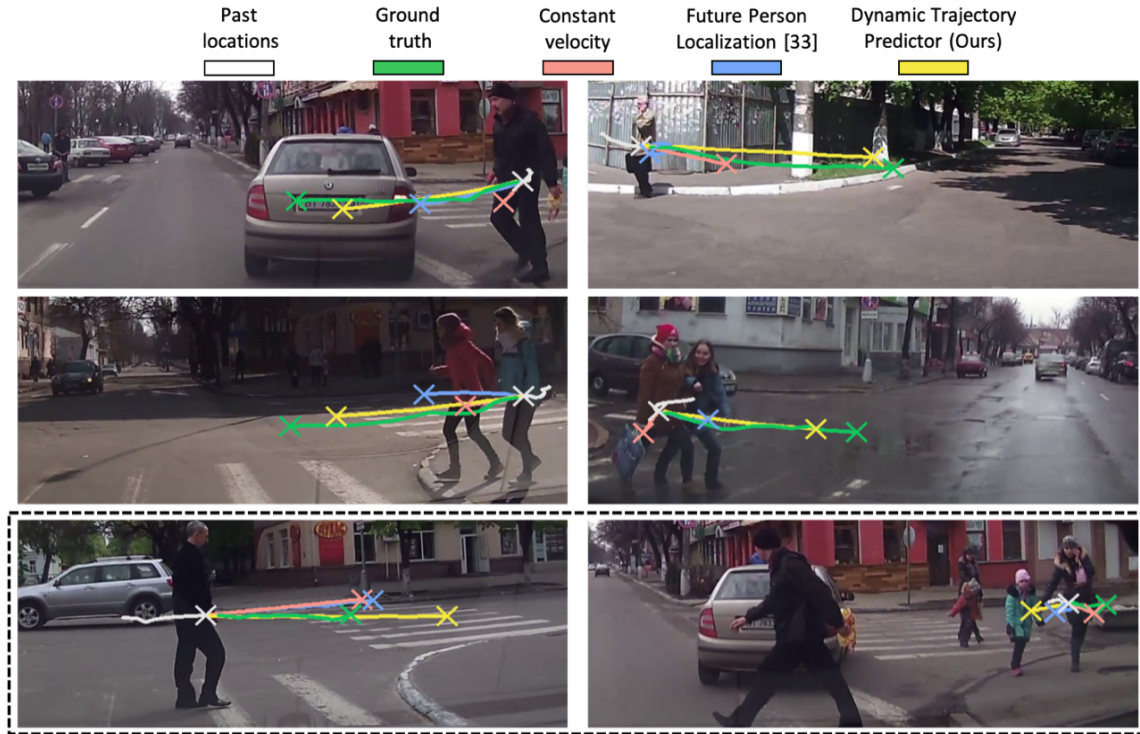 Past
locations
Ground
truth
Constant
velocity
Future Person
Localization [33]
Dynamic Trajectory
Predictor (Ours)